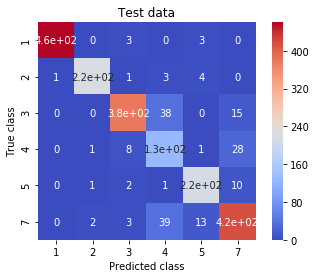 Test data
1 4.6e+02 0 3 0 3 0
2 1 2.2e+02 1 3 4 0
3 0 0 3.8e+02 38 0 15
4 0 1 8 1.3e+02 1 28
5 0 1 2 1 2.2e+02 10
7 0 2 3 39 13 4.2e+02
1 2 3 4 5 7
True class
Predicted class
400
320
240
160
80
0